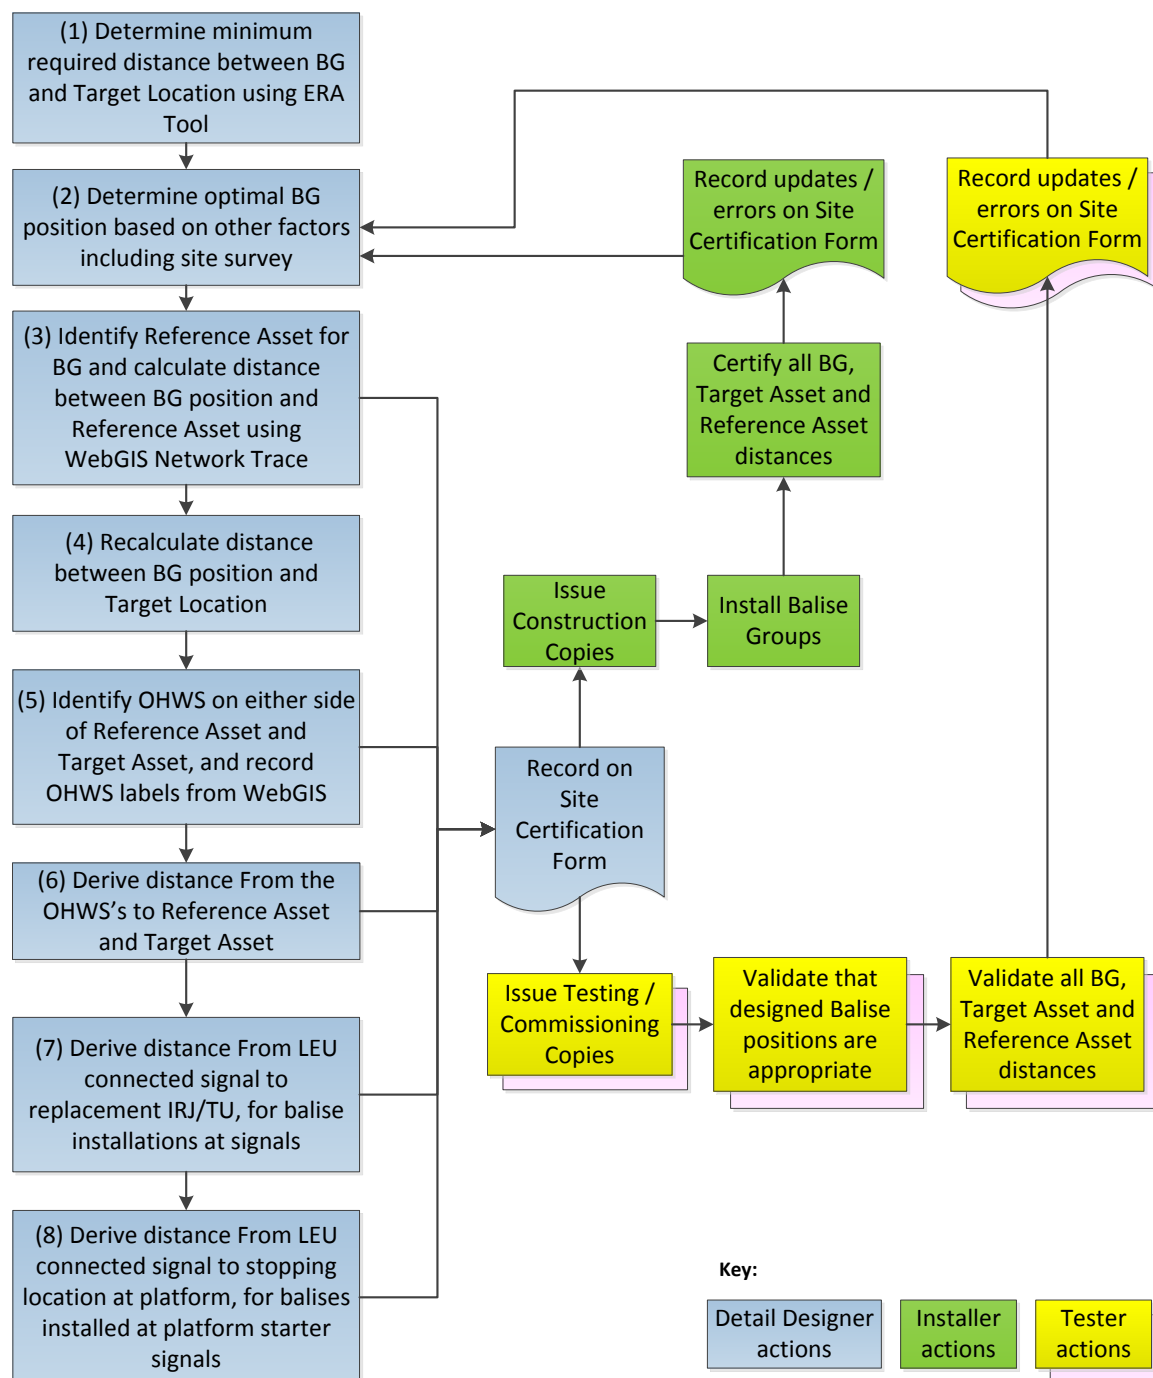 (1) Determine minimum
required distance between BG
and Target Location using ERA
Tool
(2) Determine optimal BG
position based on other factors
including site survey
(3) Identify Reference Asset for
BG and calculate distance
between BG position and
Reference Asset using
WebGIS Network Trace
(4) Recalculate distance
between BG position and
Target Location
(5) Identify OHWS on either side
of Reference Asset and
Target Asset, and record
OHWS labels from WebGIS
(6) Derive distance From the
OHWS's to Reference Asset
and Target Asset
(7) Derive distance From LEU
connected signal to
replacement IRJ/TU, for balise
installations at signals
(8) Derive distance From LEU
connected signal to stopping
location at platform, for balises
installed at platform starter
signals
Record on
Site
Certification
Form
Issue
Construction
Copies
Install Balise
Groups
Certify all BG,
Target Asset and
Reference Asset
distances
Record updates /
errors on Site
Certification Form
Issue Testing /
Commissioning
Copies
Validate that
designed Balise
positions are
appropriate
Validate all BG,
Target Asset and
Reference Asset
distances
Record updates /
errors on Site
Certification Form
Key:
Detail Designer
actions
Installer
actions
Tester
actions